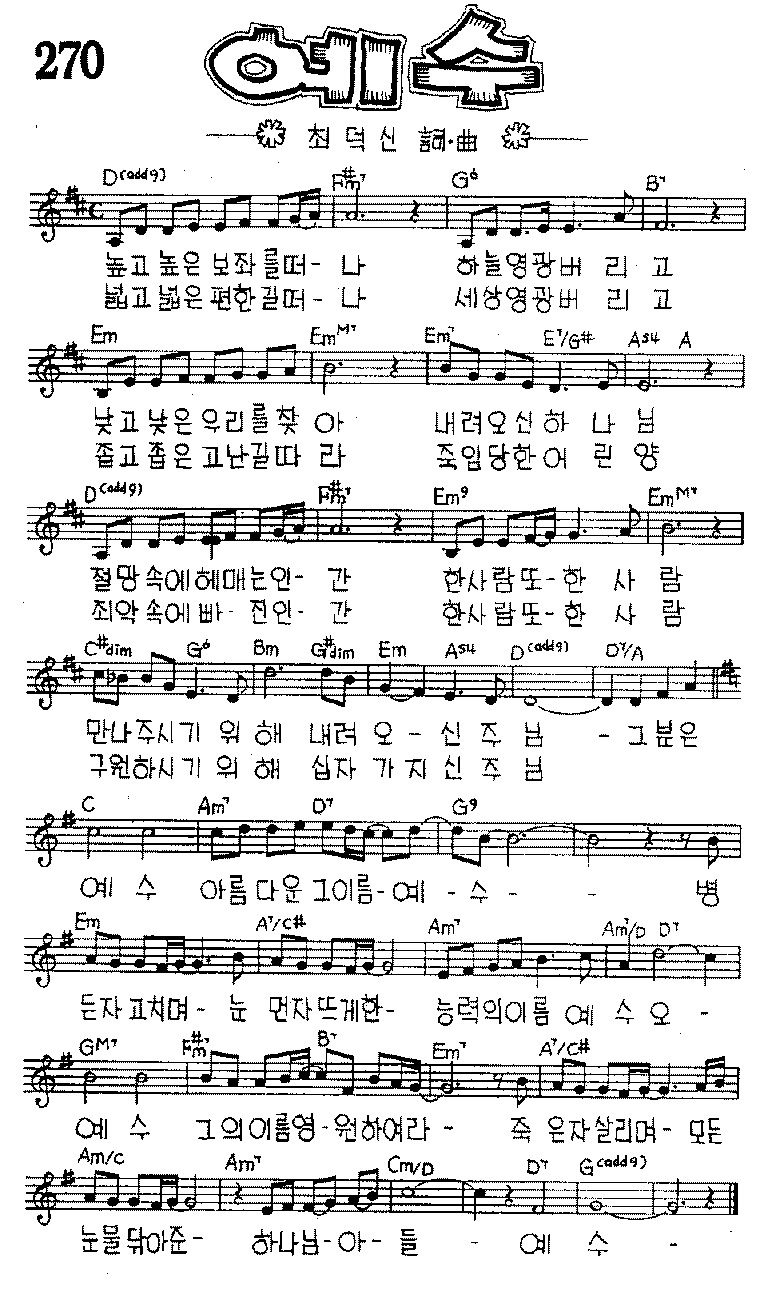 270
예수
최덕신 詞·曲
D(add9) F#m7 G6 B7
높고 높은 보좌를떠-나 하늘영광버 리 고
넓고 넓은 편한길떠-나 세상영광버 리 고
Em EmM7 Em7 E7/G# Asus4 A
낮고 낮은 우리를찾 아 내려오신 하 나 님
좁고 좁은 고난길따 라 죽임당한 어 린 양
D(add9) F#m7 Em9 EmM7
절망 속에 헤매는인-간 한사람또-한 사 람
죄악 속에 빠-진인-간 한사람또-한 사 람
C#dim G6 Bm G#dim Em A D(add9) D7/A
만나주시기 위 해 내려 오-신 주 님 -그분은
구원하시기 위 해 십자 가 지 신 주 님
C Am7 D7 G9
예 수 아름 다운 그이름-예-수- - 병
Em A7/C# Am7 Am7/D D7
든자 고치며-눈 먼자 뜨게한- 능력의이름 예 수 오 -
GM7 F#m7 B7 Em7 A7/C#
예 수 그의이름영-원하여라- 죽 은자살리며-모든
Am/C Am7 Cm/D D7 G(add9)
눈물닦아준- 하나님-아-들 - 예 수 -